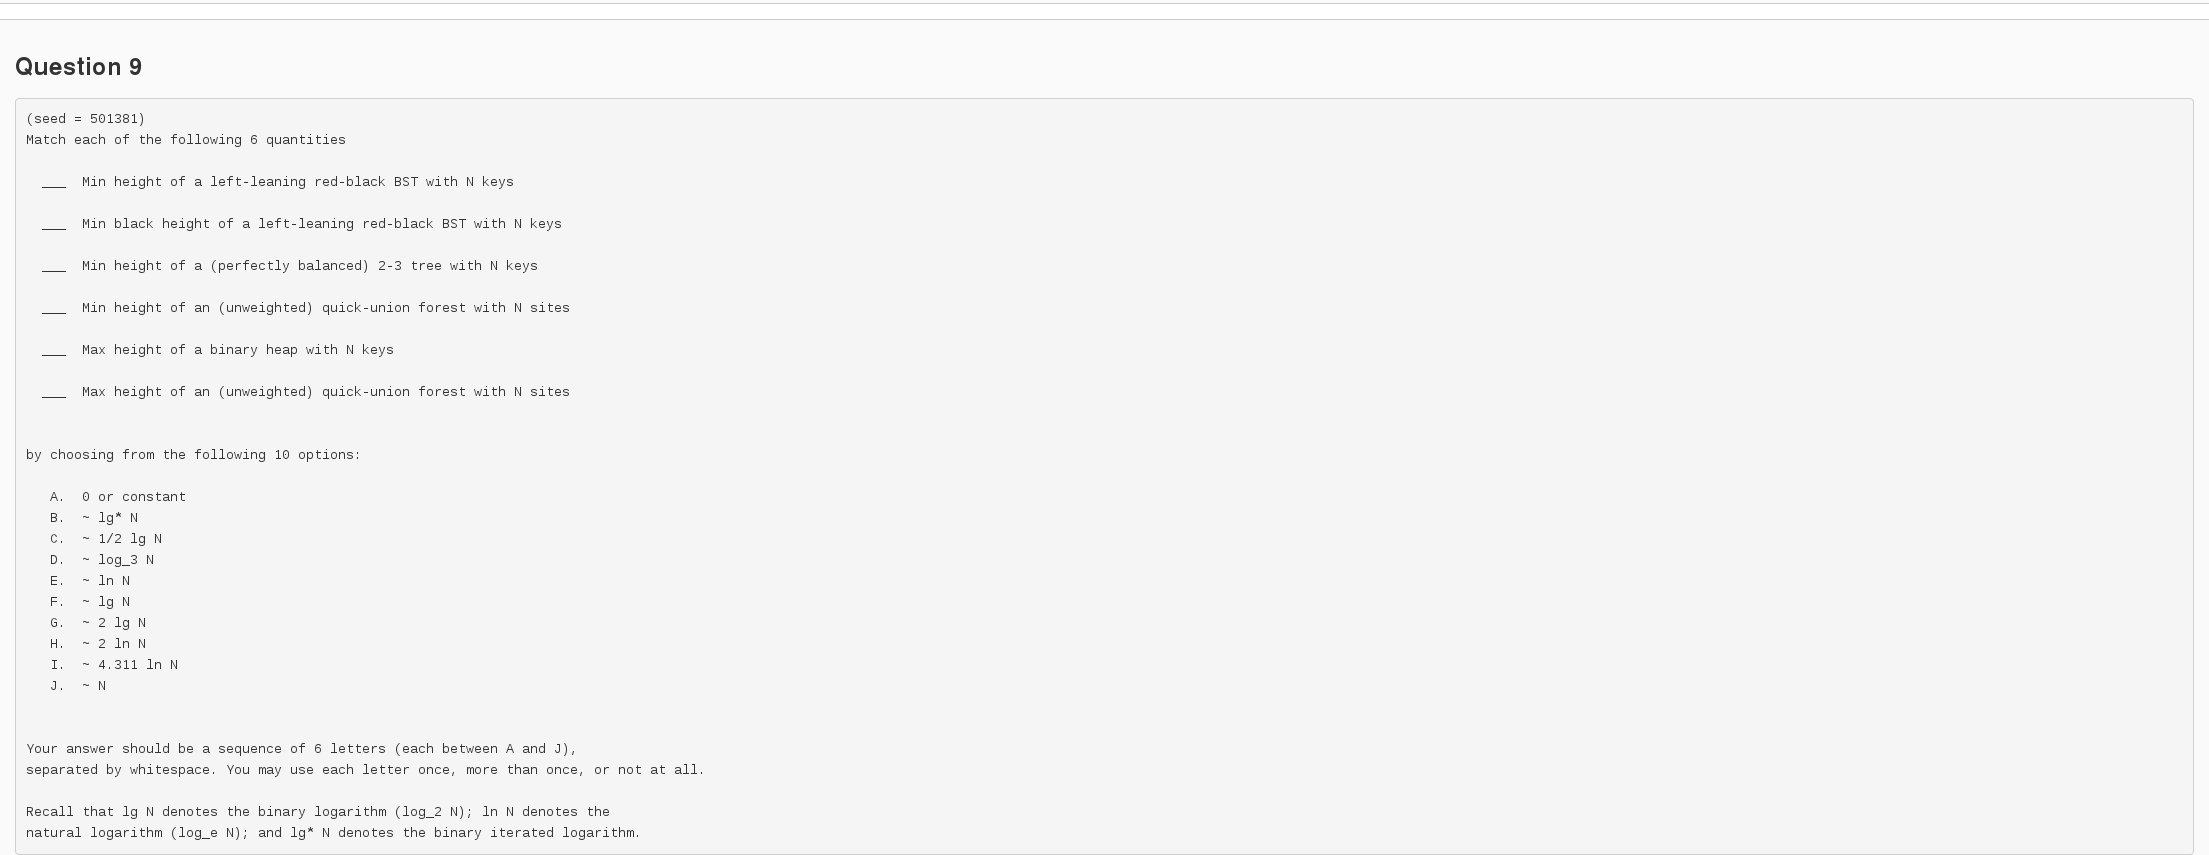 Question 9
(seed = 501381)
Match each of the following 6 quantities
___ Min height of a left-leaning red-black BST with N keys
___ Min black height of a left-leaning red-black BST with N keys
___ Min height of a (perfectly balanced) 2-3 tree with N keys
___ Min height of an (unweighted) quick-union forest with N sites
___ Max height of a binary heap with N keys
___ Max height of an (unweighted) quick-union forest with N sites
by choosing from the following 10 options:
A. 0 or constant
B. ~ lg* N
C. ~ 1/2 lg N
D. ~ log_3 N
E. ~ ln N
F. ~ lg N
G. ~ 2 lg N
H. ~ 2 ln N
I. ~ 4.311 ln N
J. ~ N
Your answer should be a sequence of 6 letters (each between A and J),
separated by whitespace. You may use each letter once, more than once, or not at all.
Recall that lg N denotes the binary logarithm (log_2 N); ln N denotes the
natural logarithm (log_e N); and lg* N denotes the binary iterated logarithm.